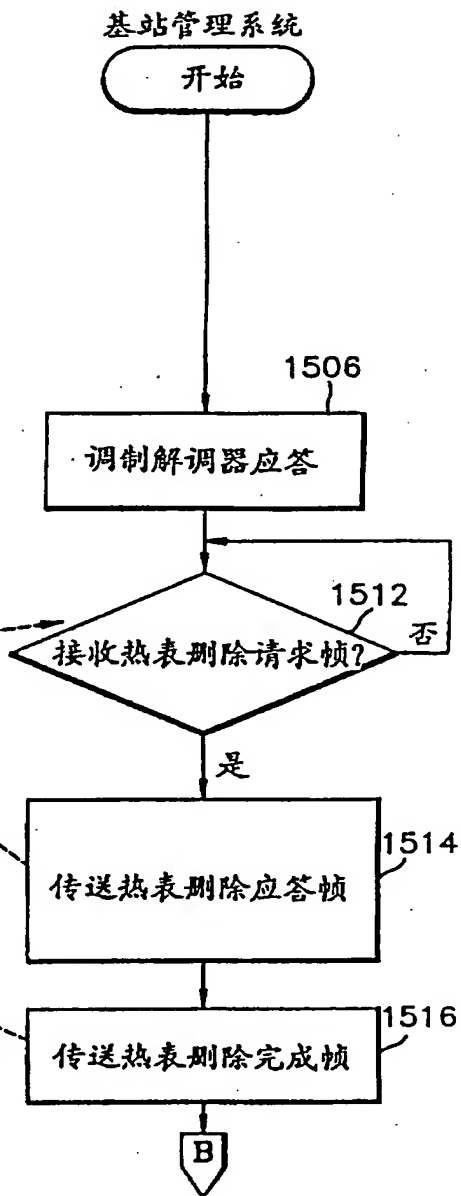 基站管理系统
开始
1506
调制解调器应答
1512
接收热表删除请求帧?
否
是
1514
传送热表删除应答帧
1516
传送热表删除完成帧
B